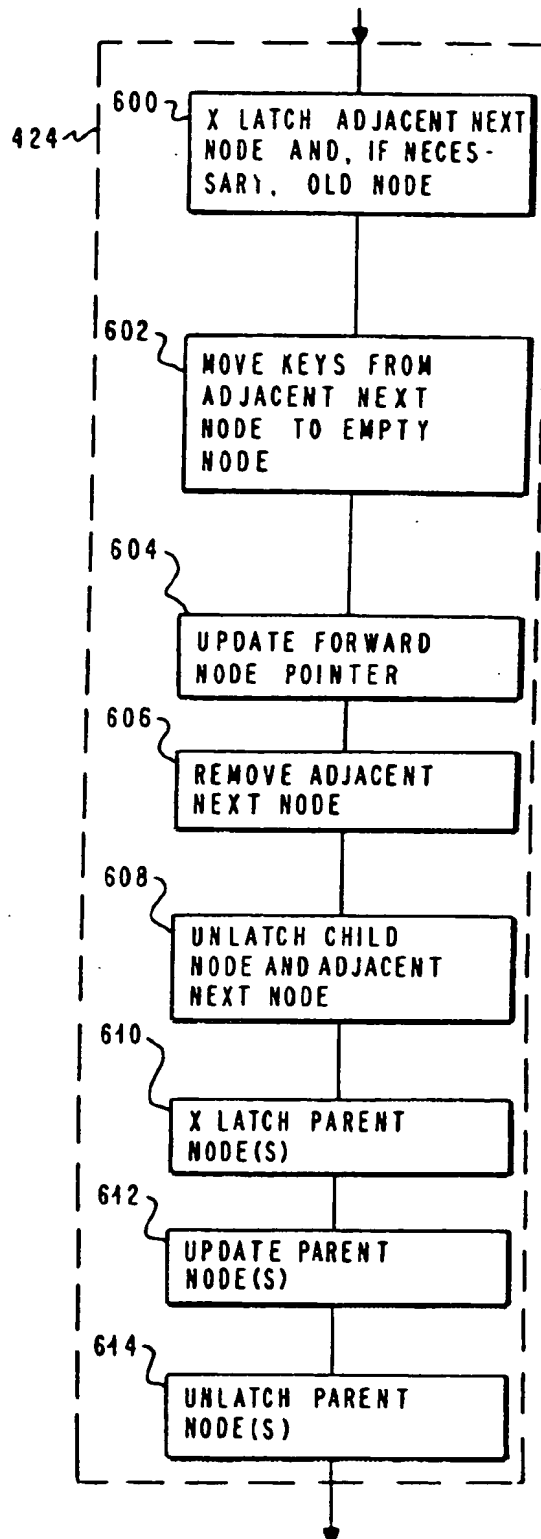 600
424
X LATCH ADJACENT NEXT
NODE AND, IF NECES-
SARY, OLD NODE
602
MOVE KEYS FROM
ADJACENT NEXT
NODE TO EMPTY
NODE
604
UPDATE FORWARD
NODE POINTER
606
REMOVE ADJACENT
NEXT NODE
608
UNLATCH CHILD
NODE AND ADJACENT
NEXT NODE
610
X LATCH PARENT
NODE(S)
612
UPDATE PARENT
NODE(S)
614
UNLATCH PARENT
NODE(S)